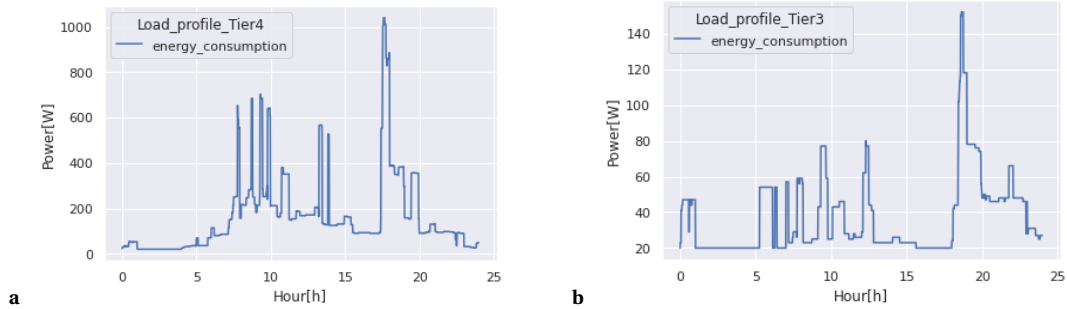 Load_profile_Tier4
energy_consumption
1000
800
600
400
200
0
Power[W]
0 5 10 15 20 25
Hour[h]
a
Load_profile_Tier3
energy_consumption
140
120
100
80
60
40
20
Power[W]
0 5 10 15 20 25
Hour[h]
b